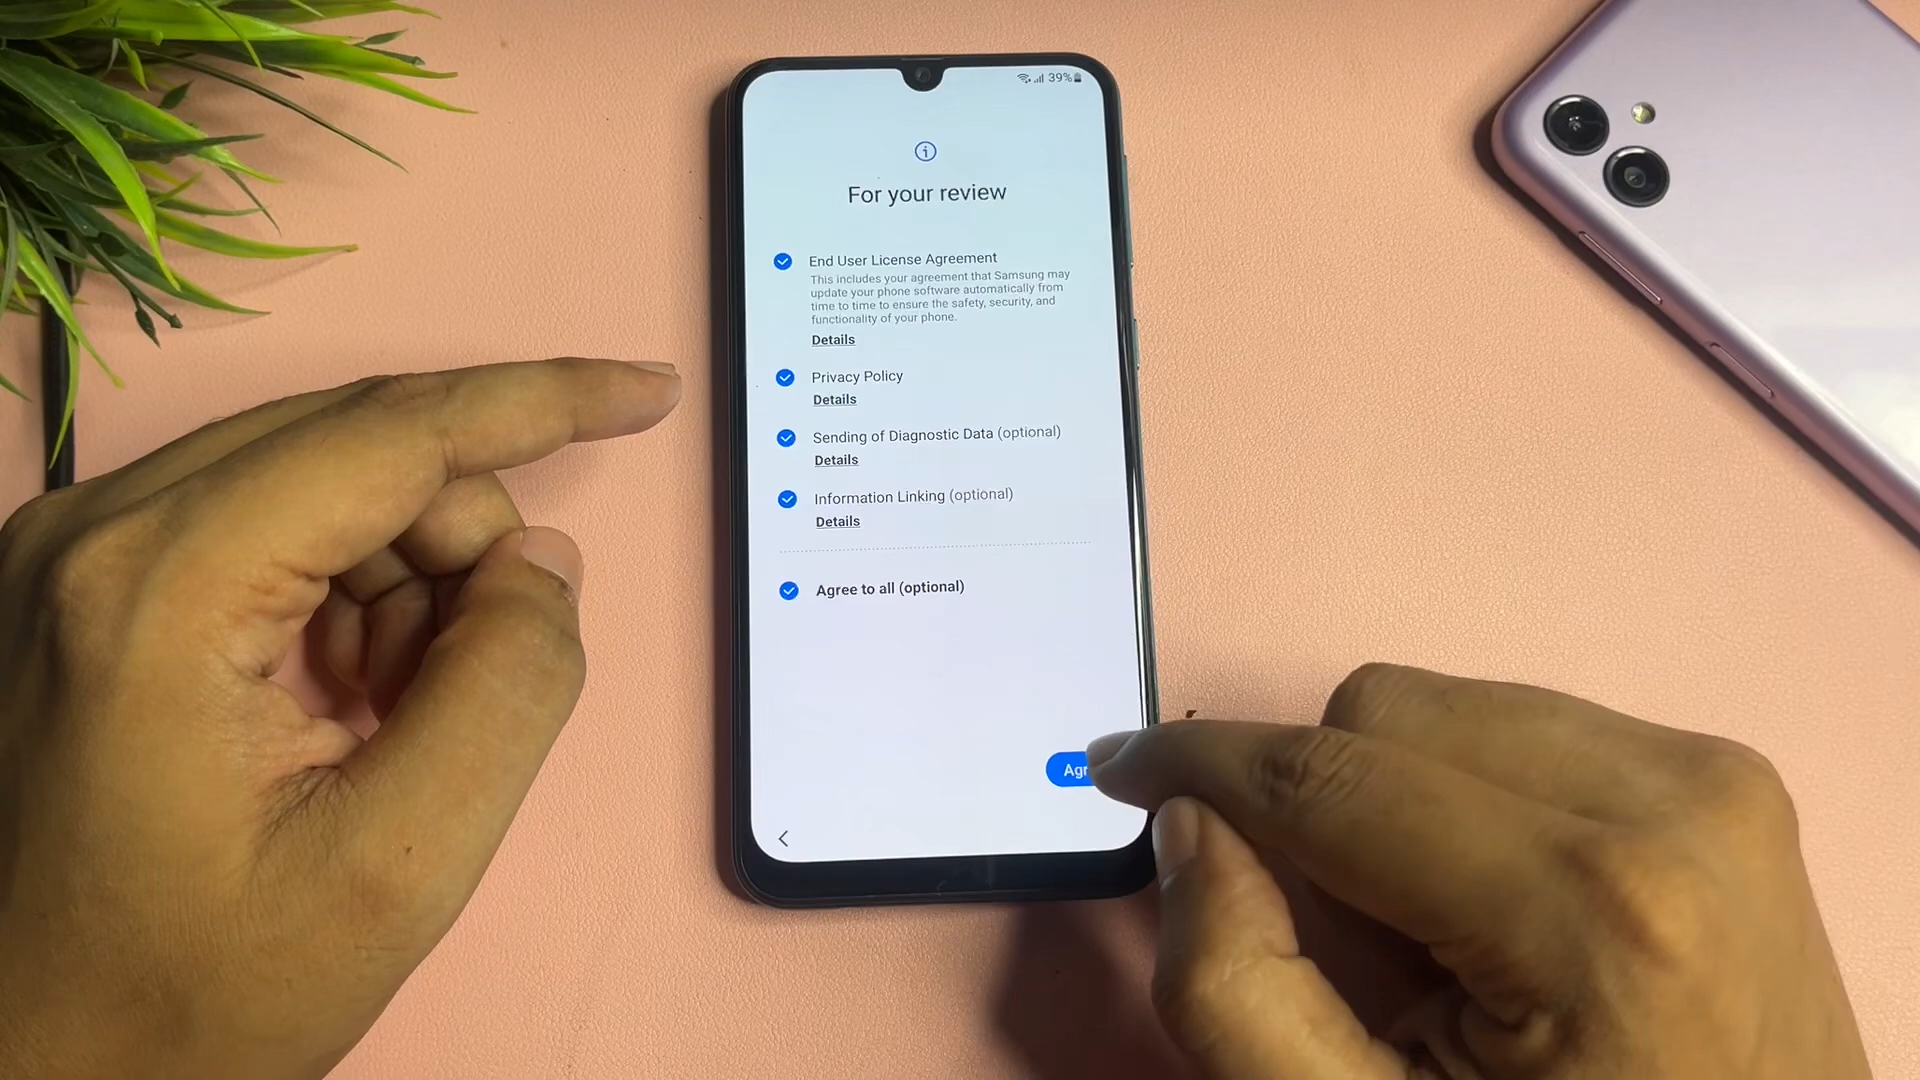 39%
For your review
End User License Agreement
This includes your agreement that Samsung may
update your phone software automatically from
time to time to ensure the safety, security, and
functionality of your phone.
Details
Privacy Policy
Details
Sending of Diagnostic Data (optional)
Details
Information Linking (optional)
Details
Agree to all (optional)
Agr